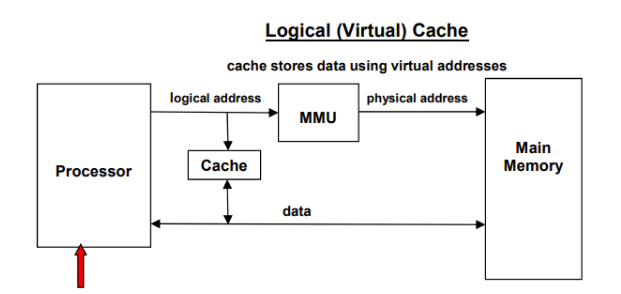 Logical (Virtual) Cache
cache stores data using virtual addresses
logical address
physical address
MMU
Processor
Cache
Main
Memory
data